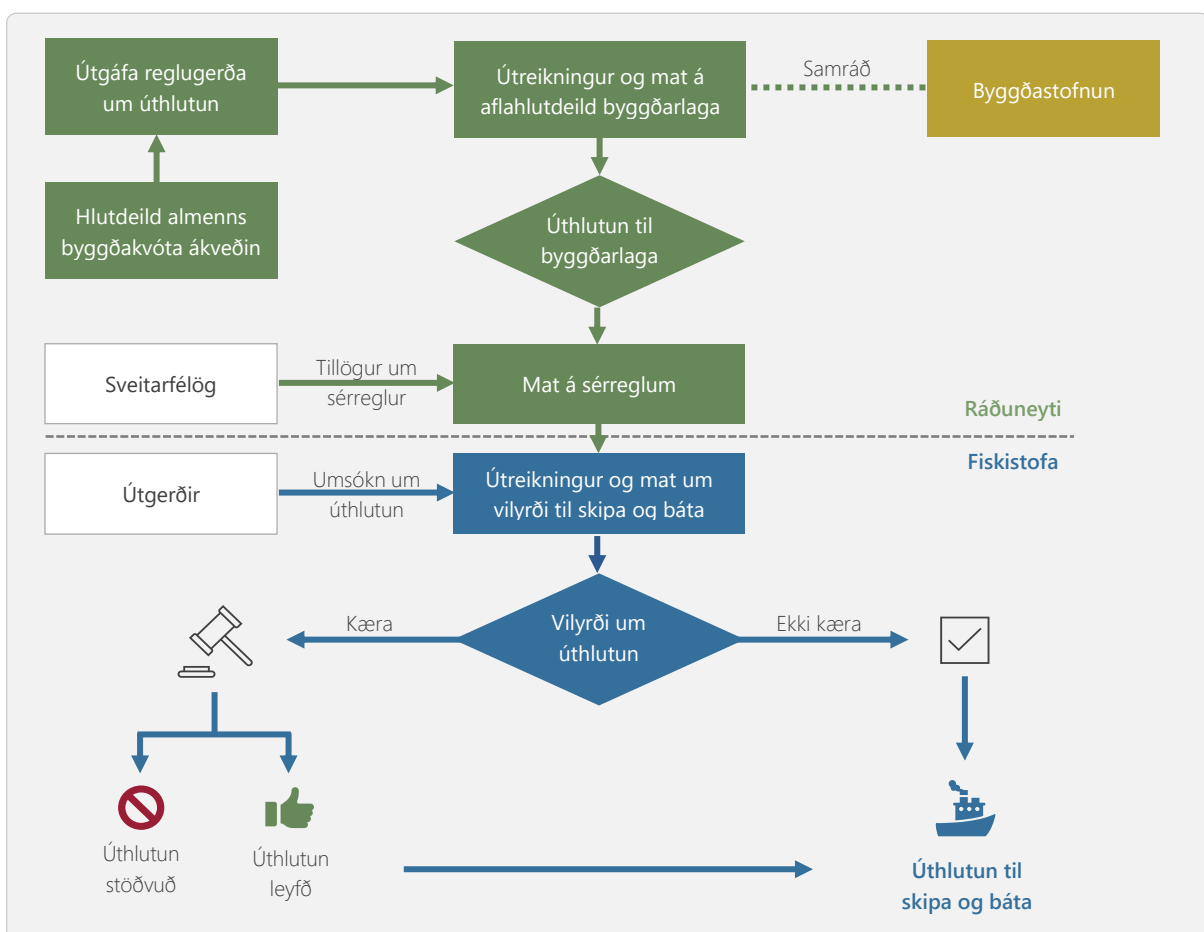 Útgáfa reglugerða
um úthlutun
Útreikningur og mat á
aflahlutdeild byggðarlaga
Samráð
Byggðastofnun
Hlutdeild almenns
byggðakvóta ákveðin
Úthlutun til
byggðarlaga
Sveitarfélög
Tillögur um
sérreglur
Mat á sérreglum
Ráðuneyti
Fiskistofa
Útgerðir
Umsókn um
úthlutun
Útreikningur og mat um
vilyrði til skipa og báta
Kæra
Vilyrði um
úthlutun
Ekki kæra
Úthlutun
stöðvuð
Úthlutun
leyfð
Úthlutun til
skipa og báta